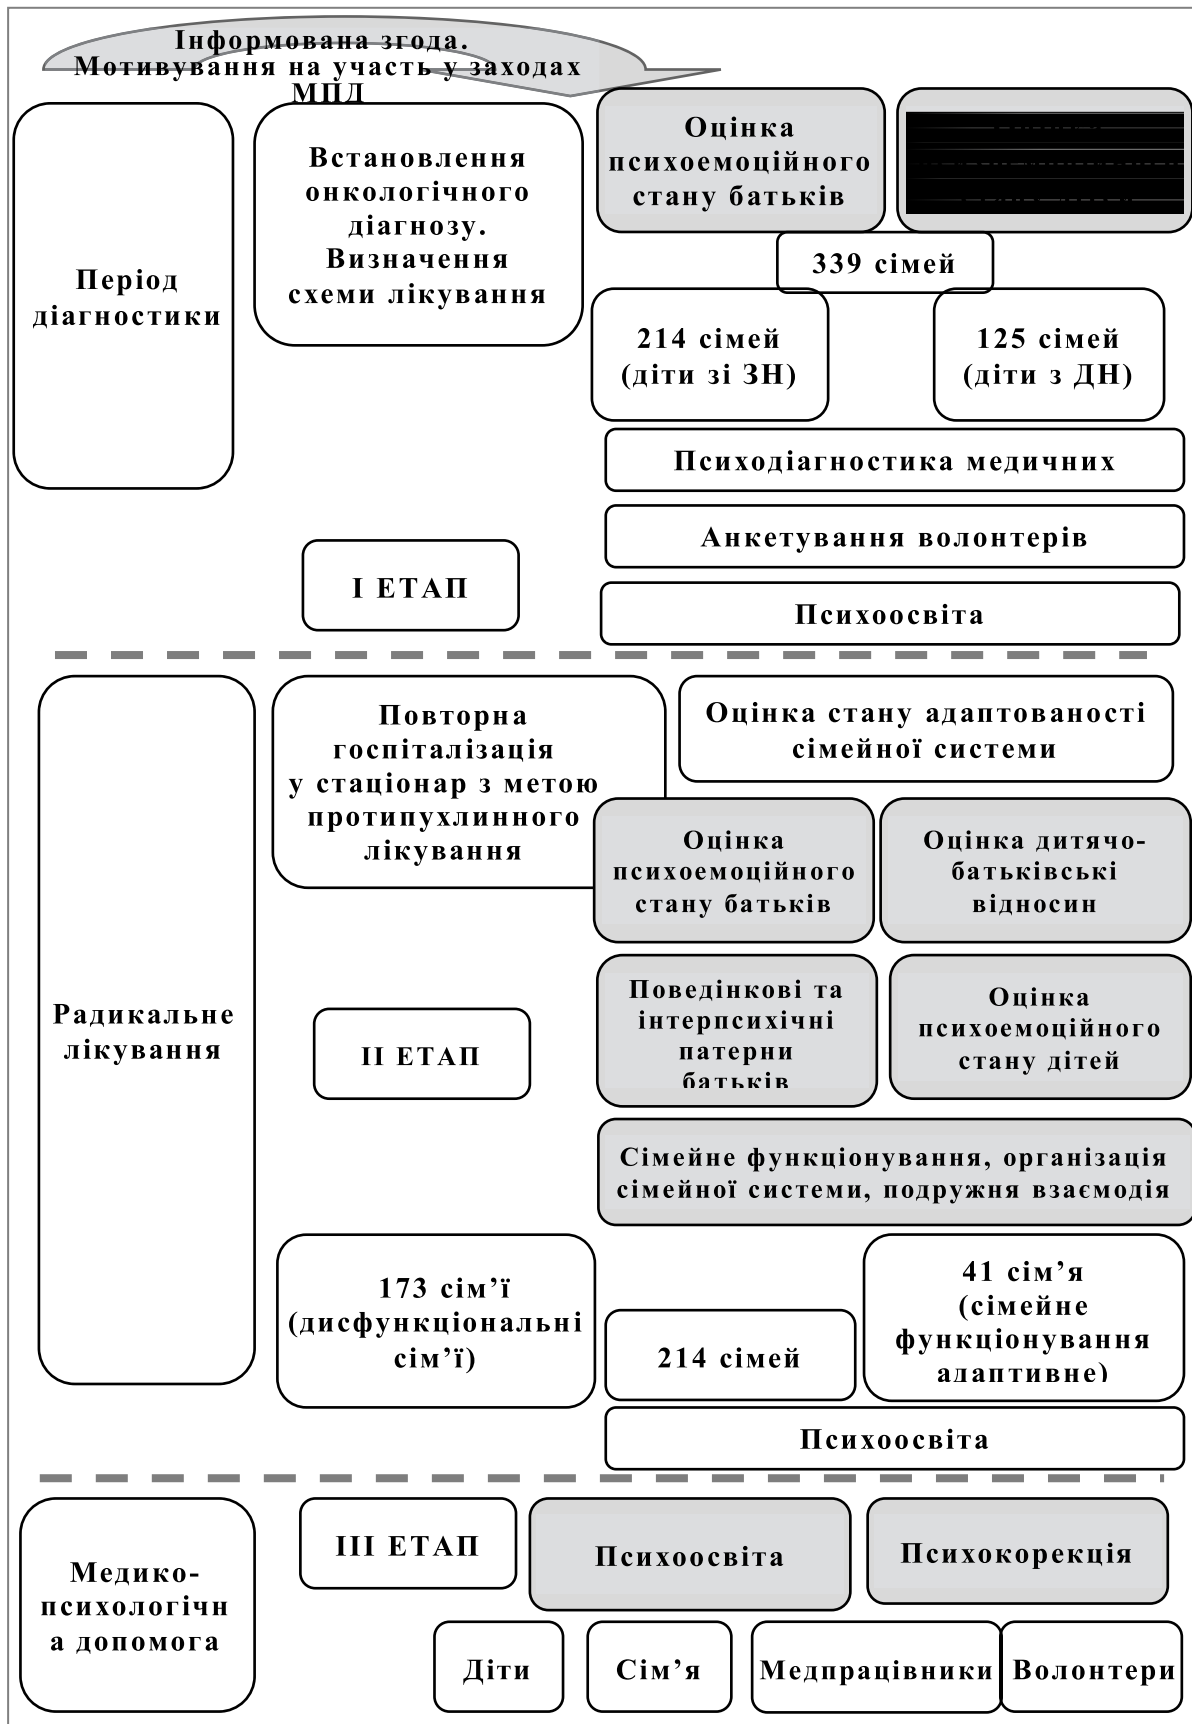 Інформована згода.
Мотивування на участь у заходах
МПД
Період
діагностики
Встановлення
онкологічного
діагнозу.
Визначення
схеми лікування
Оцінка
психоемоційного
стану батьків
339 сімей
214 сімей
(діти зі ЗН)
125 сімей
(діти з ДН)
Психодіагностика медичних
Анкетування волонтерів
І ЕТАП
Психоосвіта
Радикальне
лікування
Повторна
госпіталізація
у стаціонар з метою
протипухлинного
лікування
Оцінка стану адаптованості
сімейної системи
Оцінка
психоемоційного
стану батьків
Оцінка дитячо-
батьківські
відносин
ІІ ЕТАП
Поведінкові та
інтерпсихічні
патерни
батьків
Оцінка
психоемоційного
стану дітей
Сімейне функціонування, організація
сімейної системи, подружня взаємодія
173 сім’ї
(дисфункціональні
сім’ї)
214 сімей
41 сім’я
(сімейне
функціонування
адаптивне)
Психоосвіта
Медико-
психологічн
а допомога
ІІІ ЕТАП
Психоосвіта
Психокорекція
Діти
Сім’я
Медпрацівники
Волонтери